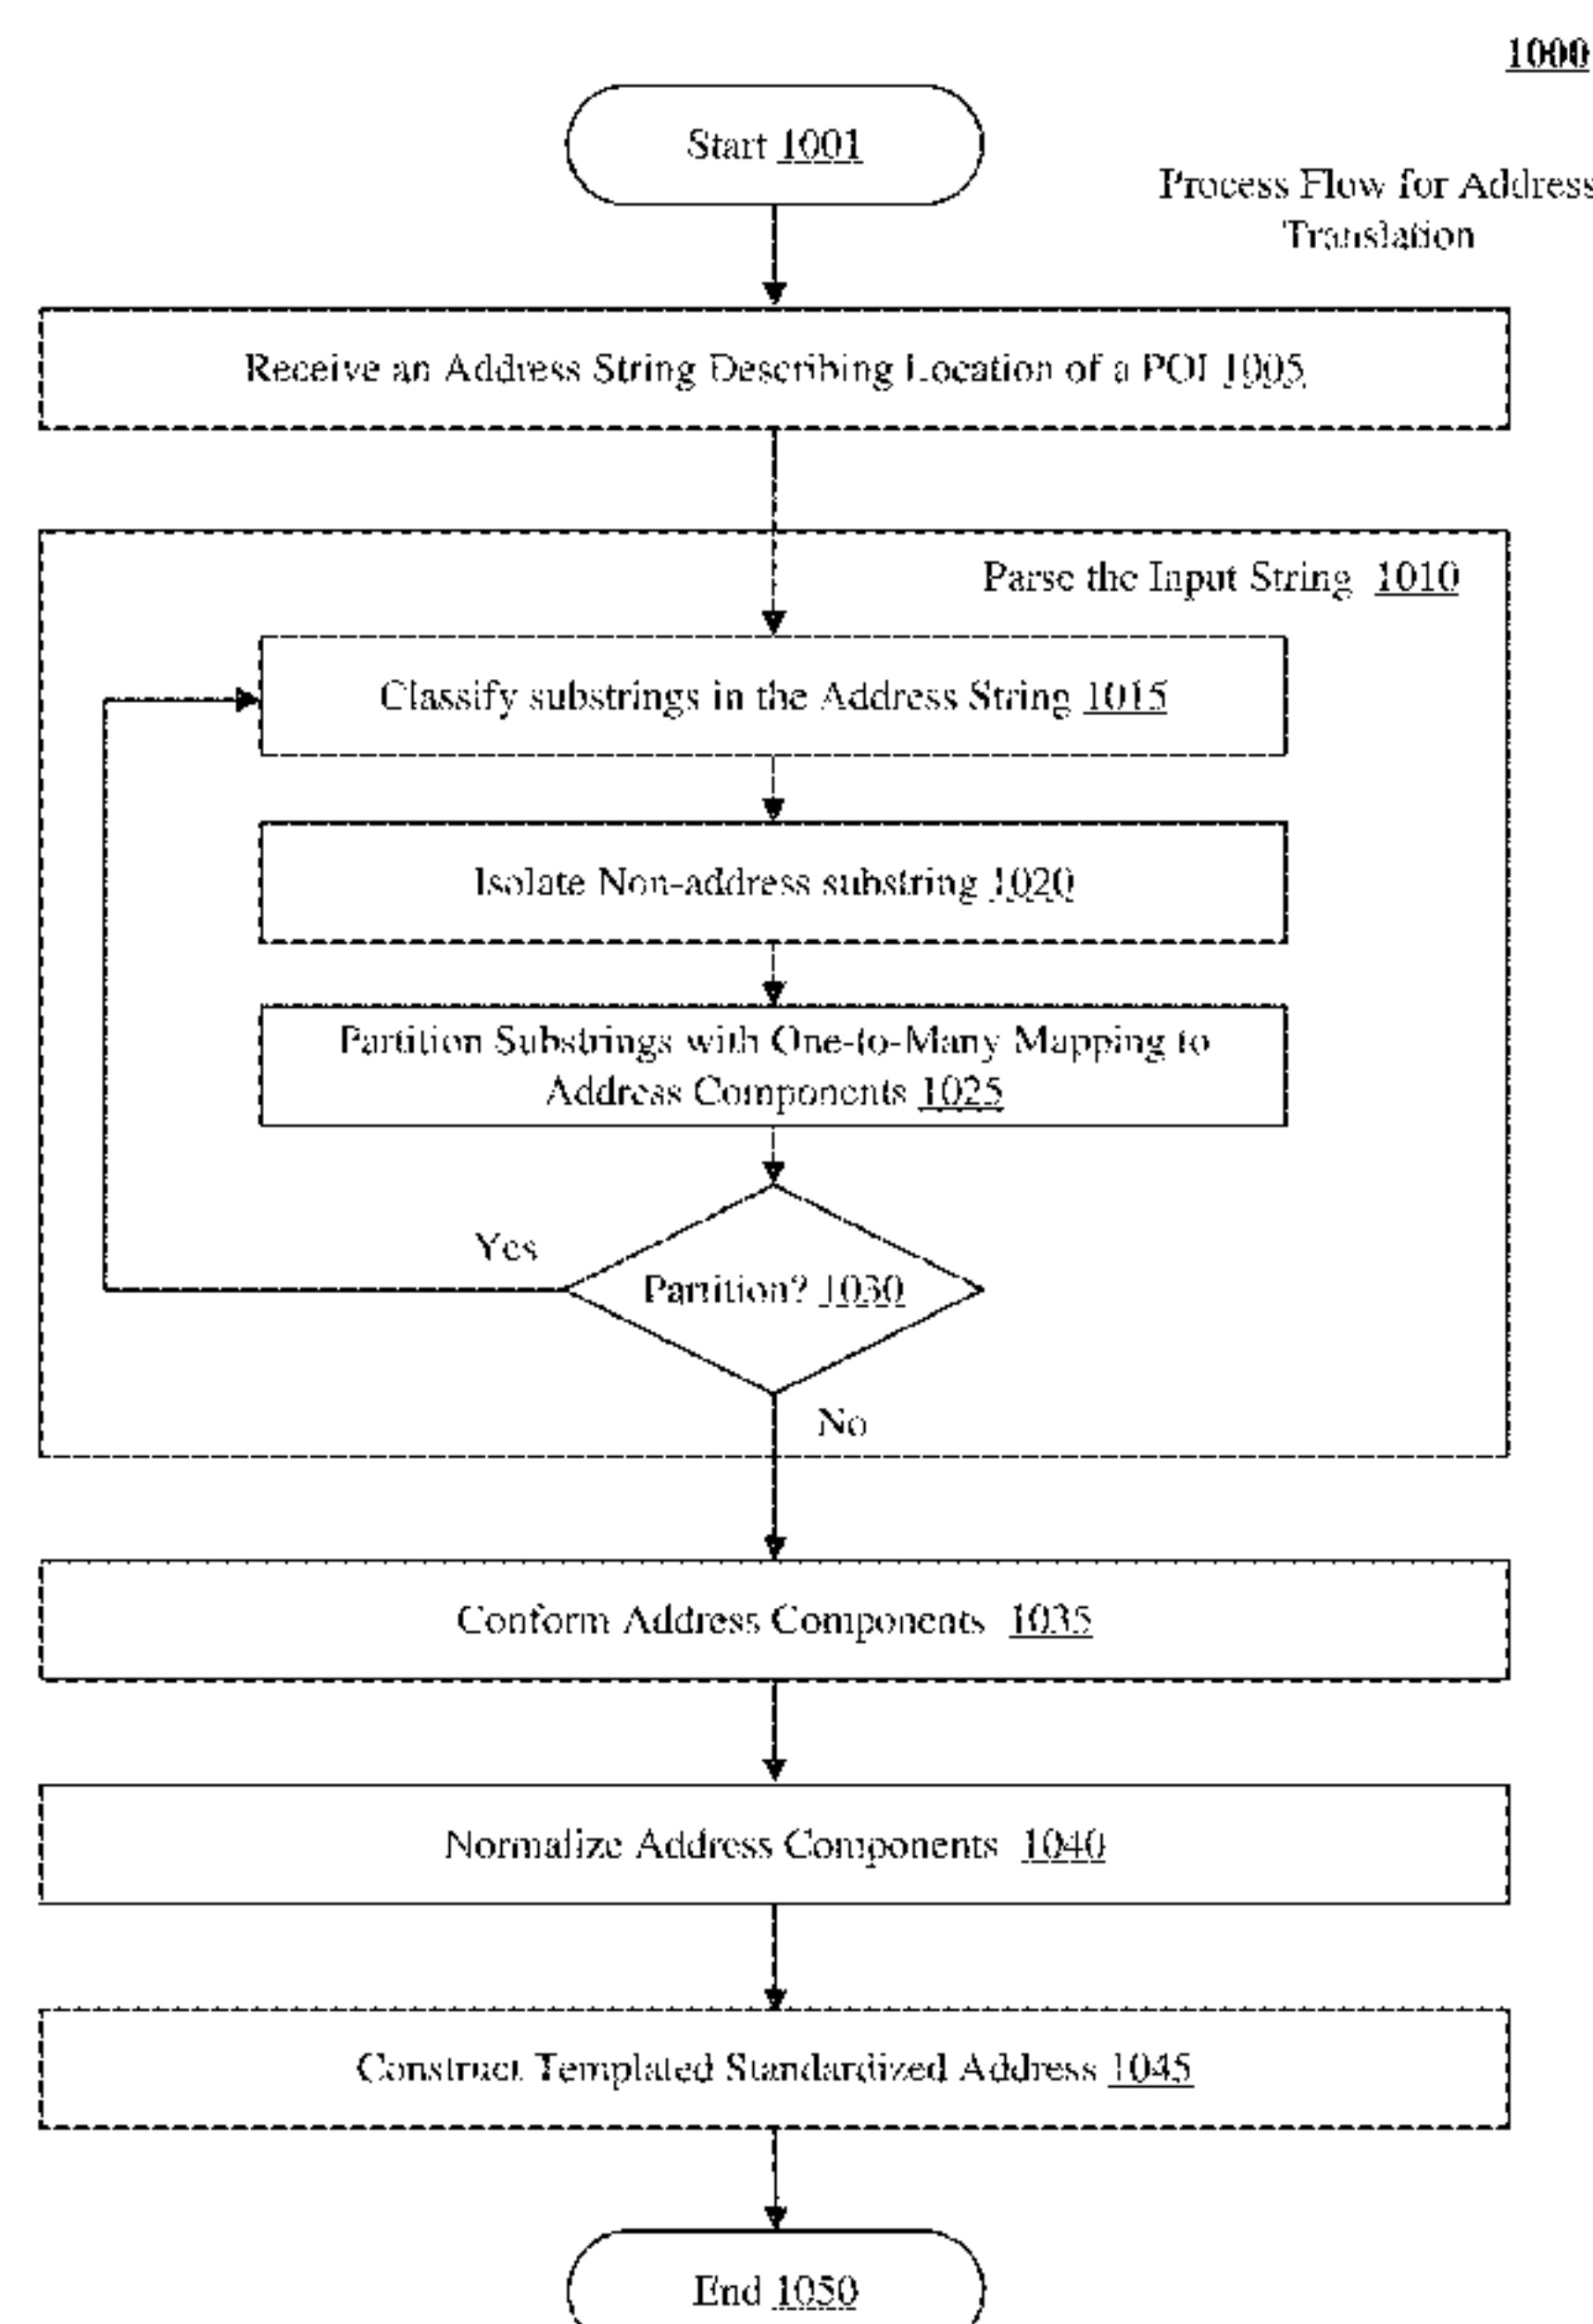 1000
Start 1001
Process Flow for Address
Translation
Receive an Address String Describing Location of a POI 1005
Parse the Input String 1010
Classify substrings in the Address String 1015
Isolate Non-address substring 1020
Partition Substrings with One-to-Many Mapping to
Address Components 1025
Yes
Partition? 1030
No
Conform Address Components 1035
Normalize Address Components 1040
Construct Templated Standardized Address 1045
End 1050